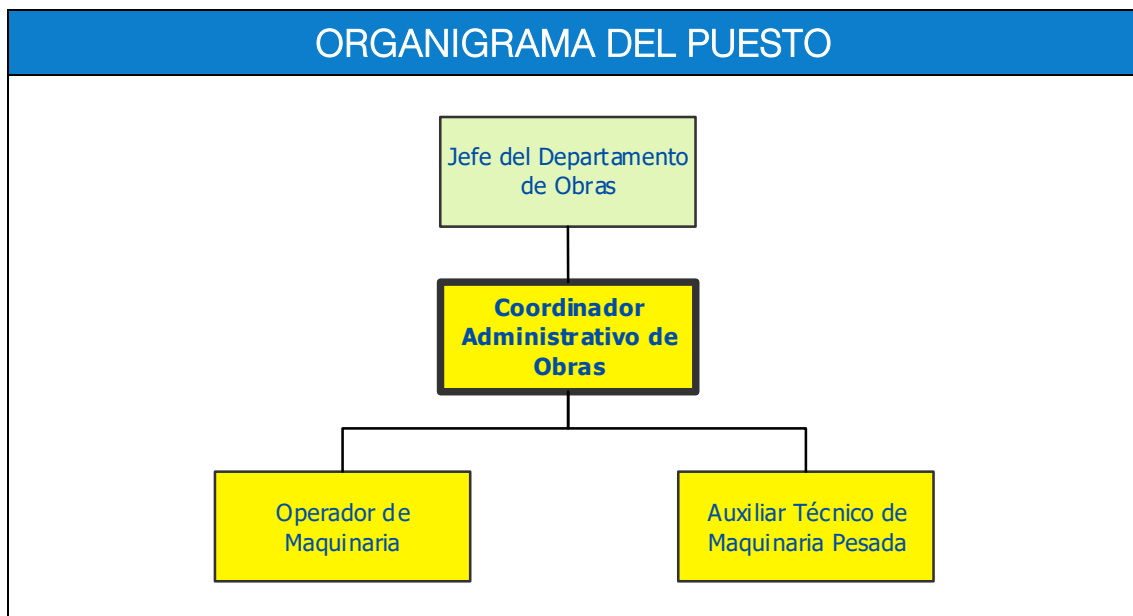 ORGANIGRAMA DEL PUESTO
Jefe del Departamento
de Obras
Coordinador
Administrativo de
Obras
Operador de
Maquinaria
Auxiliar Técnico de
Maquinaria Pesada